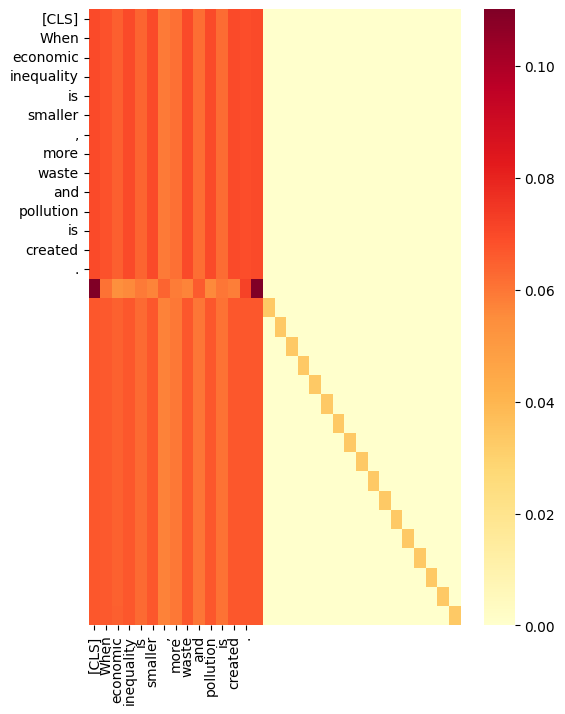 [CLS]
When
economic
inequality
is
smaller
,
more
waste
and
pollution
is
created
.
0.10
0.08
0.06
0.04
0.02
0.00
[CLS]
When
economic
inequality
is
smaller
,
more
waste
and
pollution
is
created
.